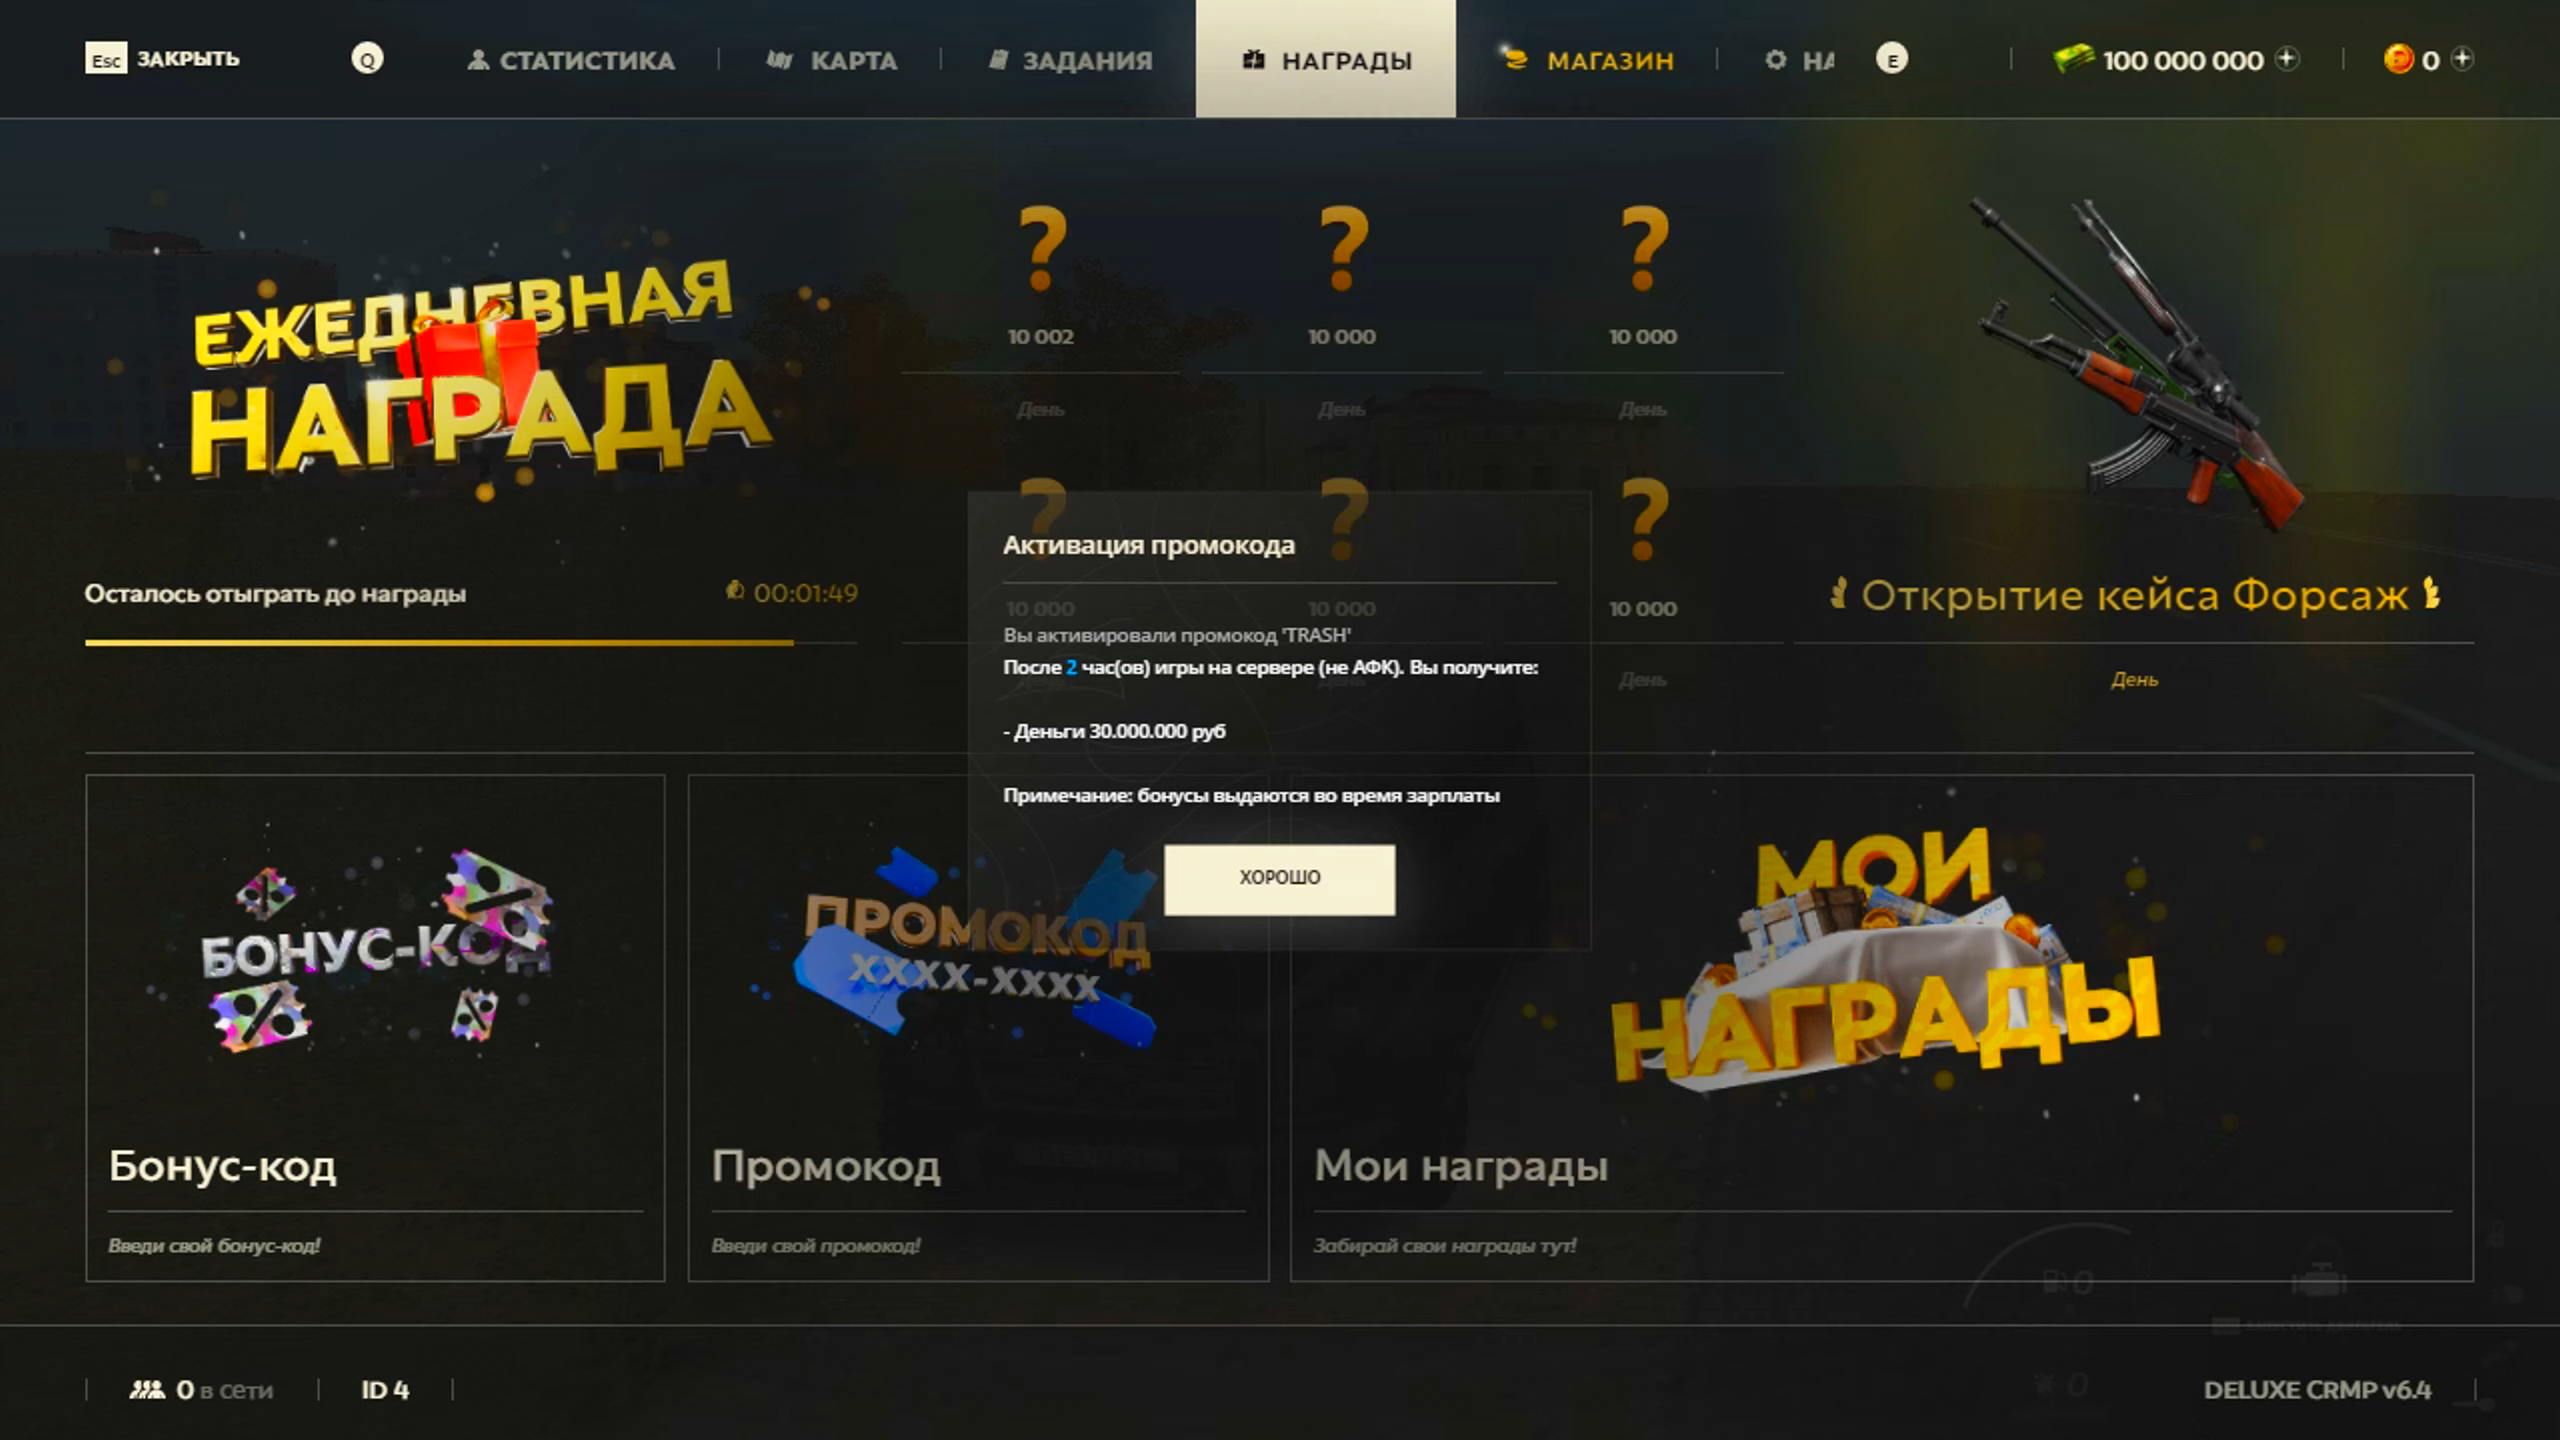 Esc ЗАКРЫТЬ Q СТАТИСТИКА КАРТА ЗАДАНИЯ НАГРАДЫ МАГАЗИН НА E 100 000 000 0
ЕЖЕДНЕВНАЯ
НАГРАДА
? ? ?
10 002 10 000 10 000
День День День
? ? ?
10 000 10 000 10 000
День
Осталось отыграть до награды 00:01:49
Открытие кейса Форсаж
День
Активация промокода
Вы активировали промокод 'TRASH'
После 2 час(ов) игры на сервере (не АФК). Вы получите:
- Деньги 30.000.000 руб
Примечание: бонусы выдаются во время зарплаты
ХОРОШО
БОНУС-КОД
Бонус-код
Введи свой бонус-код!
ПРОМОКОД
XXXX-XXXX
Промокод
Введи свой промокод!
МОИ
НАГРАДЫ
Мои награды
Забирай свои награды тут!
0
0
0 в сети ID 4 DELUXE CRMP v6.4